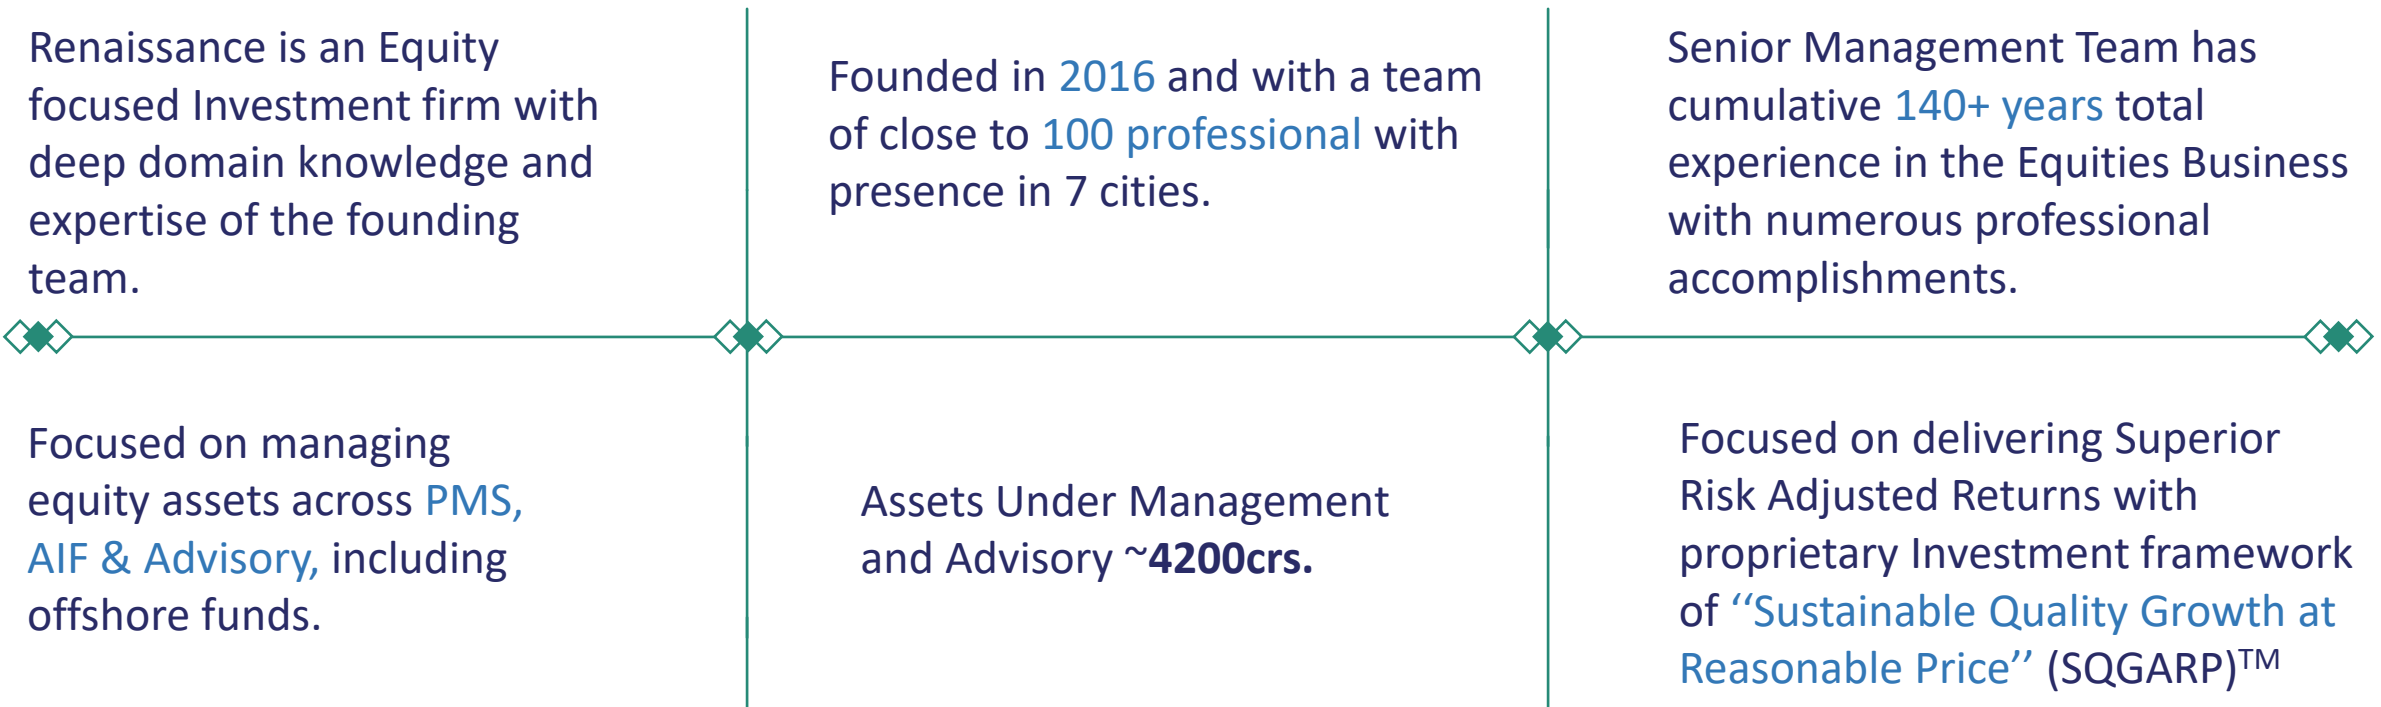 Renaissance is an Equity
focused Investment firm with
deep domain knowledge and
expertise of the founding
team.
Founded in 2016 and with a team
of close to 100 professional with
presence in 7 cities.
Senior Management Team has
cumulative 140+ years total
experience in the Equities Business
with numerous professional
accomplishments.
Focused on managing
equity assets across PMS,
AIF & Advisory, including
offshore funds.
Assets Under Management
and Advisory ~4200crs.
Focused on delivering Superior
Risk Adjusted Returns with
proprietary Investment framework
of ‘‘Sustainable Quality Growth at
Reasonable Price’’ (SQGARP)TM